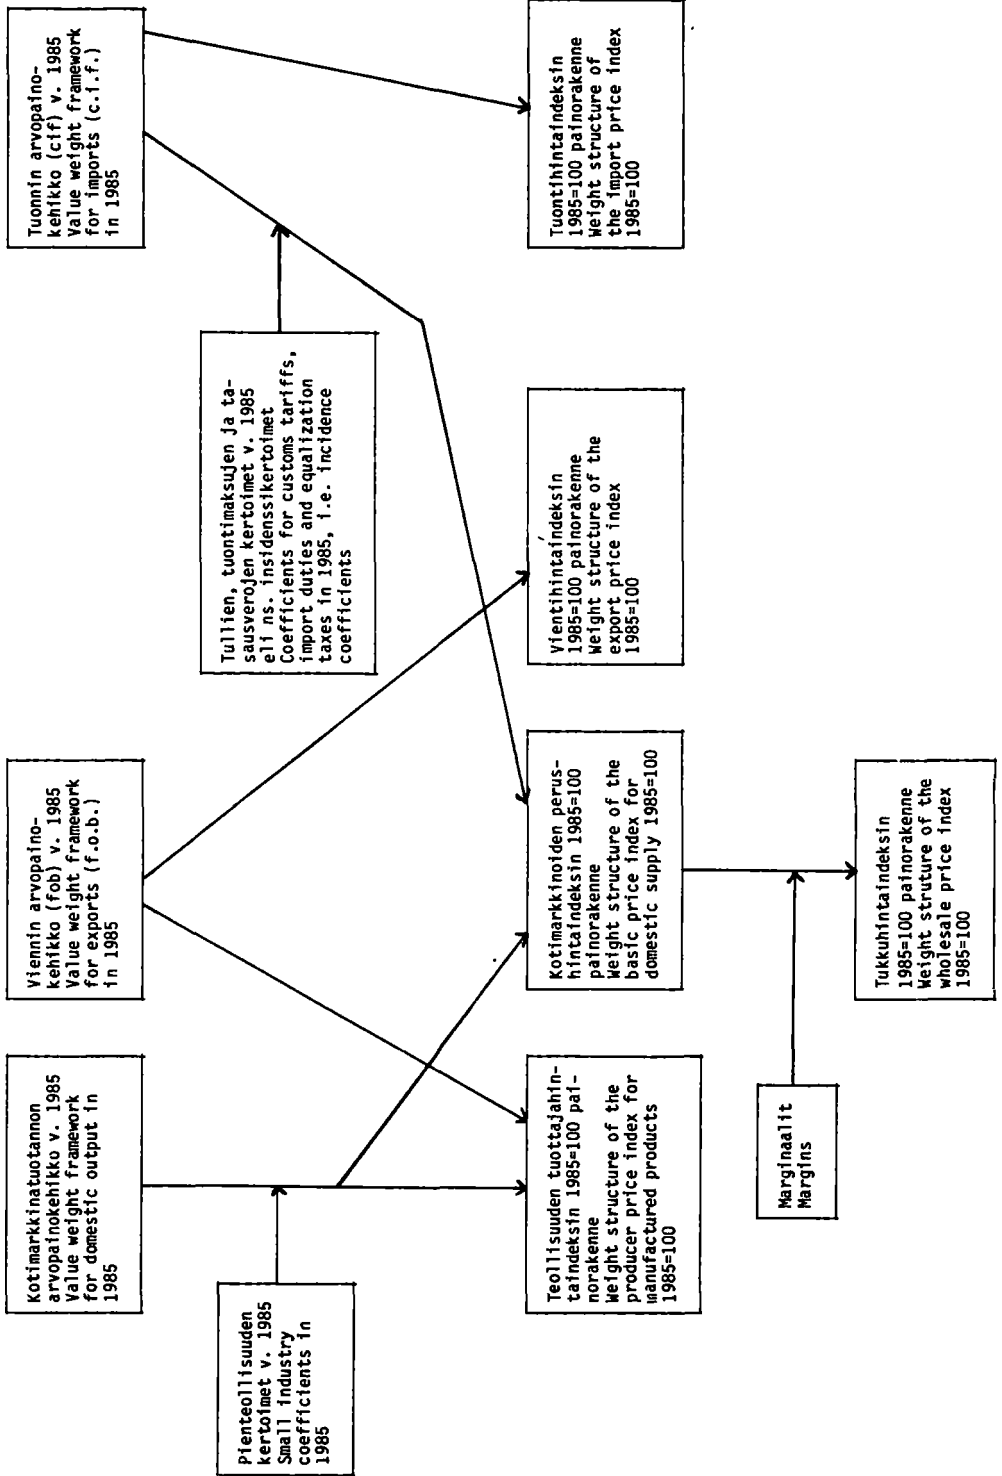 Kotimarkkinatuotannon
arvopainokehikko v. 1985
Value weight framework
for domestic output in
1985
Viennin arvopaino-
kehikko (fob) v. 1985
Value weight framework
for exports (f.o.b.)
in 1985
Tuonnin arvopaino-
kehikko (cif) v. 1985
Value weight framework
for imports (c.i.f.)
in 1985
Pienteollisuuden
kertoimet v. 1985
Small industry
coefficients in
1985
Tullien, tuontimaksujen ja ta-
sausverojen kertoimet v. 1985
eli ns. insidenssikertoimet
Coefficients for customs tariffs,
import duties and equalization
taxes in 1985, i.e. incidence
coefficients
Teollisuuden tuottajahin-
taindeksin 1985=100 pai-
norakenne
Weight structure of the
producer price index for
manufactured products
1985=100
Kotimarkkinoiden perus-
hintaindeksin 1985=100
painorakenne
Weight structure of the
basic price index for
domestic supply 1985=100
Vientihintaindeksin
1985=100 painorakenne
Weight structure of the
export price index
1985=100
Tuontihintaindeksin
1985=100 painorakenne
Weight structure of
the import price index
1985=100
Marginaalit
Margins
Tukkuhintaindeksin
1985=100 painorakenne
Weight struture of the
wholesale price index
1985=100